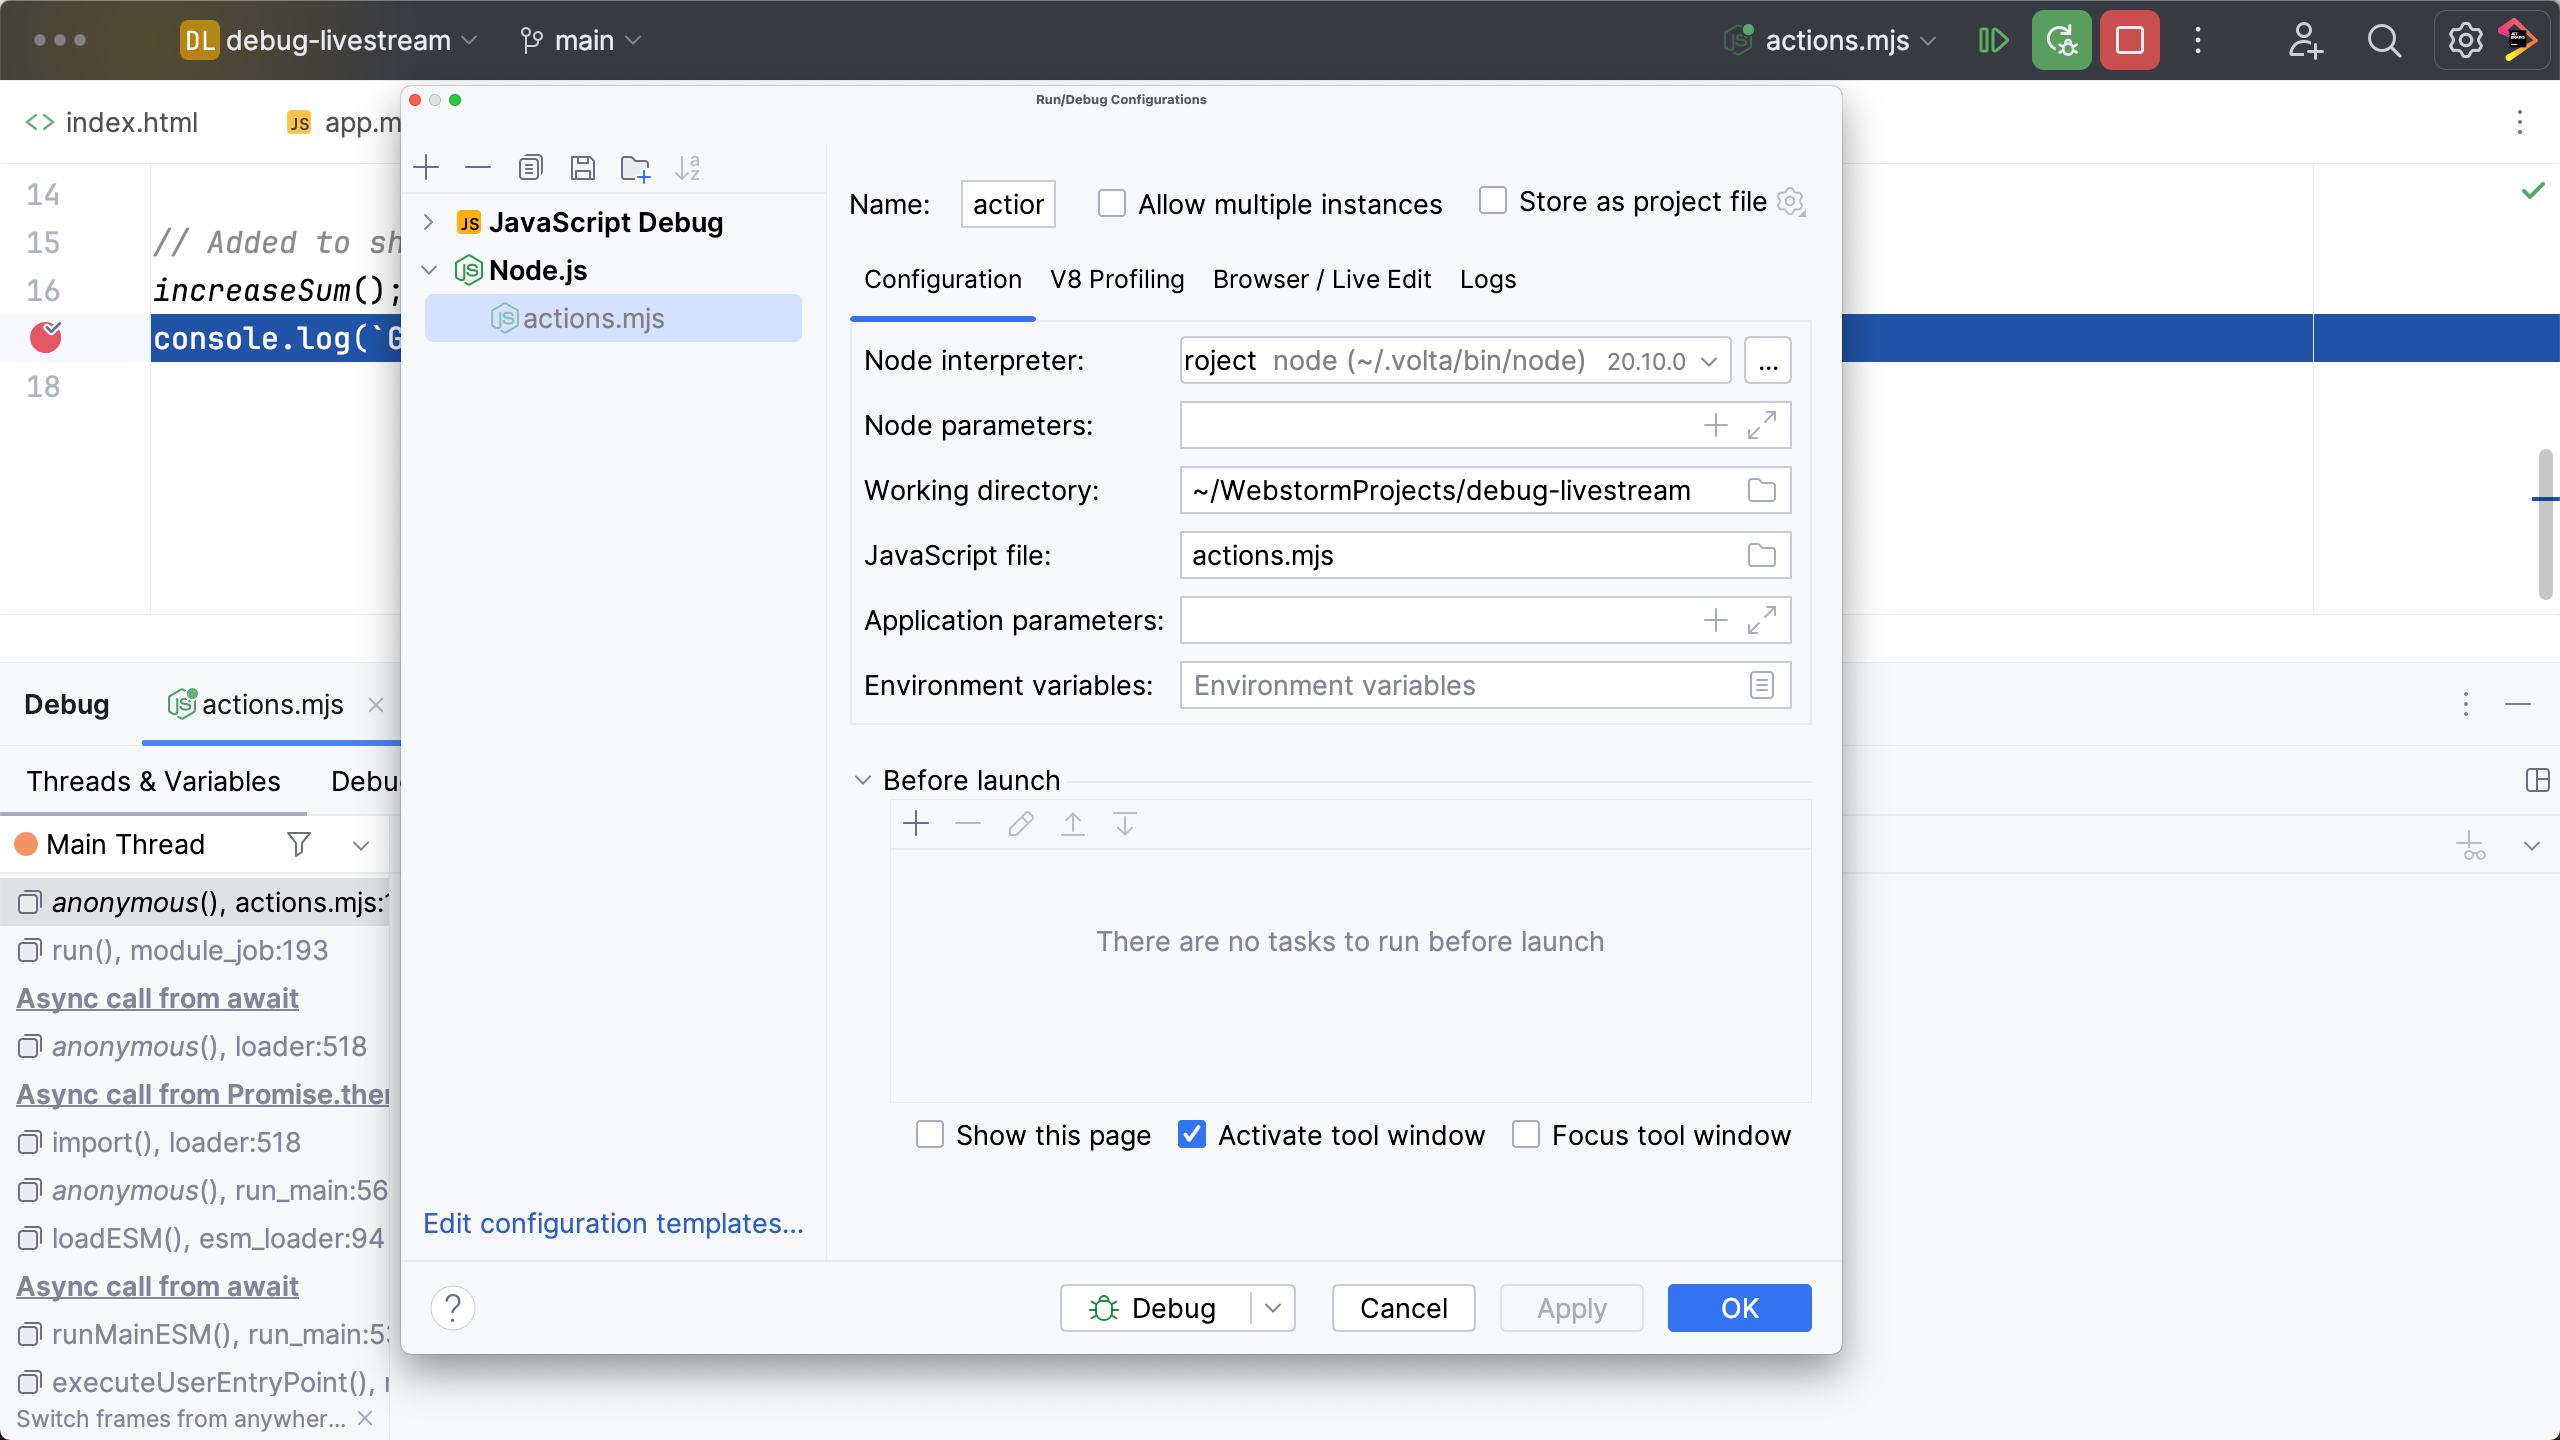 DL debug-livestream main actions.mjs
Run/Debug Configurations
index.html
JS app.m
14
15 // Added to sh
16 increaseSum();
console.log(`G
18
JS JavaScript Debug
Node.js
actions.mjs
Edit configuration templates...
Name: action Allow multiple instances Store as project file
Configuration V8 Profiling Browser / Live Edit Logs
Node interpreter: roject node (~/.volta/bin/node) 20.10.0 ...
Node parameters:
Working directory: ~/WebstormProjects/debug-livestream
JavaScript file: actions.mjs
Application parameters:
Environment variables: Environment variables
Before launch
There are no tasks to run before launch
Show this page Activate tool window Focus tool window
? Debug Cancel Apply OK
Debug actions.mjs
Threads & Variables Debu
Main Thread
anonymous(), actions.mjs:1
run(), module_job:193
Async call from await
anonymous(), loader:518
Async call from Promise.then
import(), loader:518
anonymous(), run_main:56
loadESM(), esm_loader:94
Async call from await
runMainESM(), run_main:53
executeUserEntryPoint(), r
Switch frames from anywher...